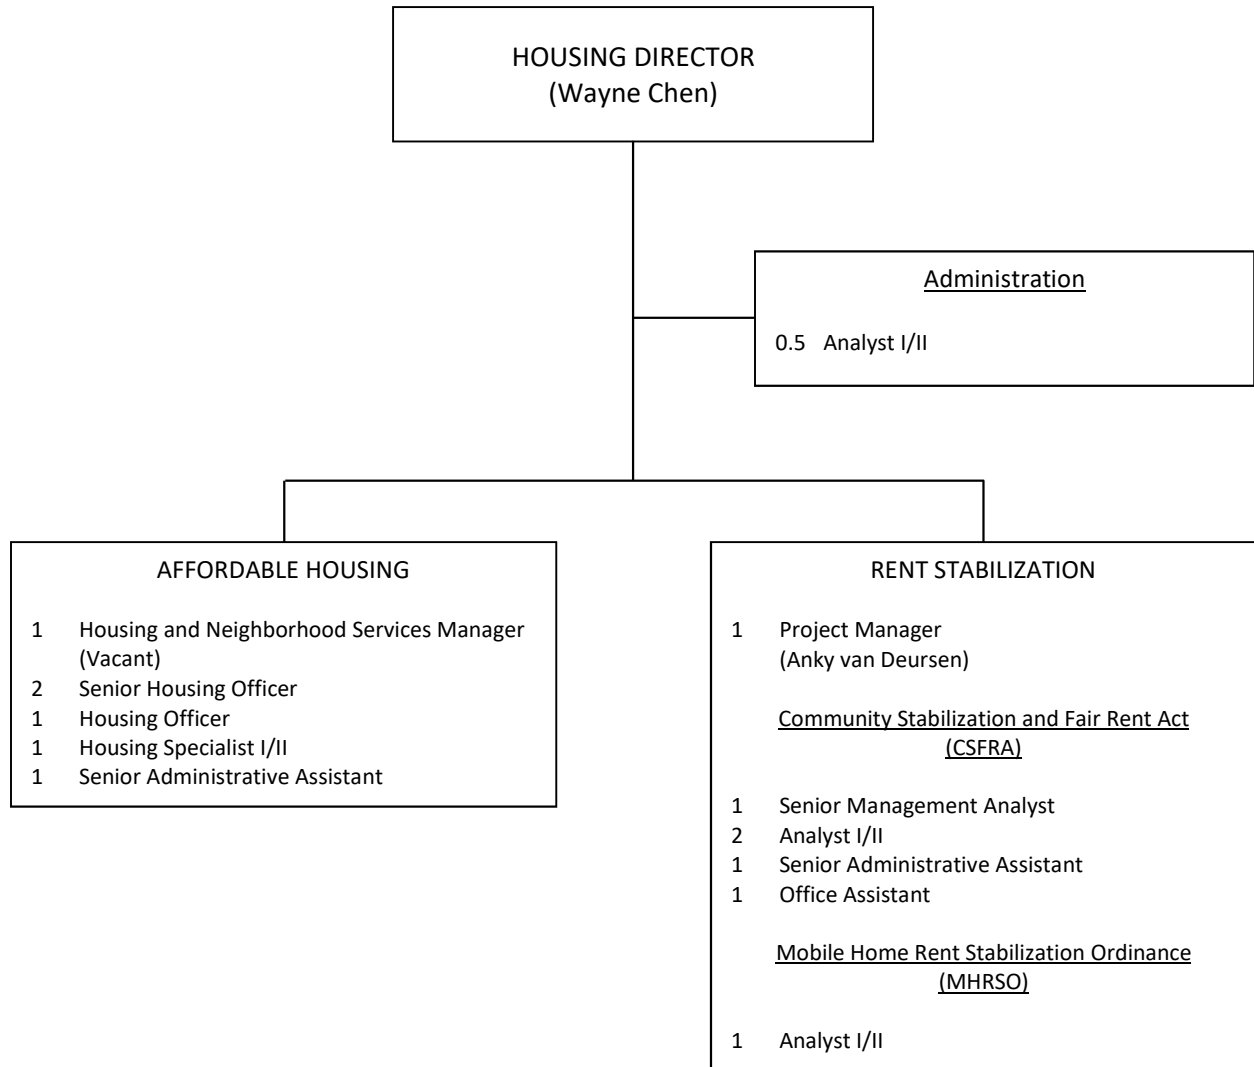 HOUSING DIRECTOR
(Wayne Chen)
Administration
0.5 Analyst I/II
AFFORDABLE HOUSING
1 Housing and Neighborhood Services Manager
(Vacant)
2 Senior Housing Officer
1 Housing Officer
1 Housing Specialist I/II
1 Senior Administrative Assistant
RENT STABILIZATION
1 Project Manager
(Anky van Deursen)
Community Stabilization and Fair Rent Act
(CSFRA)
1 Senior Management Analyst
2 Analyst I/II
1 Senior Administrative Assistant
1 Office Assistant
Mobile Home Rent Stabilization Ordinance
(MHRSO)
1 Analyst I/II